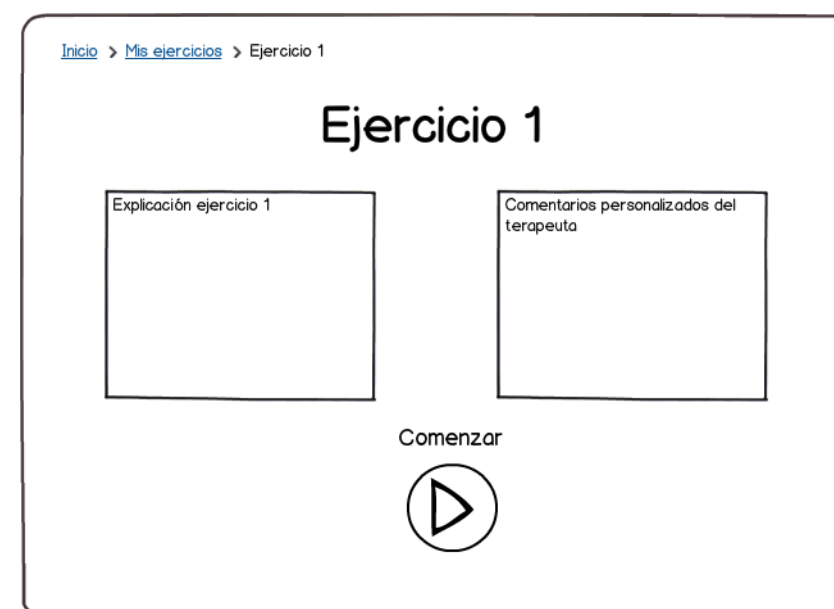 Inicio > Mis ejercicios > Ejercicio 1
Ejercicio 1
Explicación ejercicio 1
Comentarios personalizados del
terapeuta
Comenzar